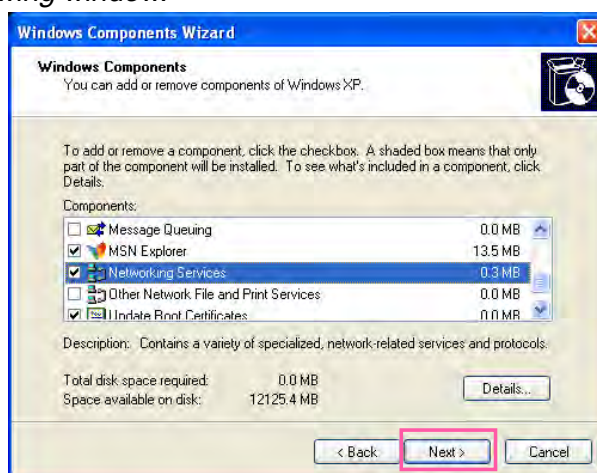 Windows Components Wizard
Windows Components
You can add or remove components of Windows XP.
To add or remove a component, click the checkbox. A shaded box means that only
part of the component will be installed. To see what's included in a component, click
Details.
Components:
Message Queuing 0.0 MB
MSN Explorer 13.5 MB
Networking Services 0.3 MB
Other Network File and Print Services 0.0 MB
Update Root Certificates 0.0 MB
Description: Contains a variety of specialized, network-related services and protocols.
Total disk space required: 0.0 MB
Space available on disk: 12125.4 MB
Details...
< Back Next > Cancel